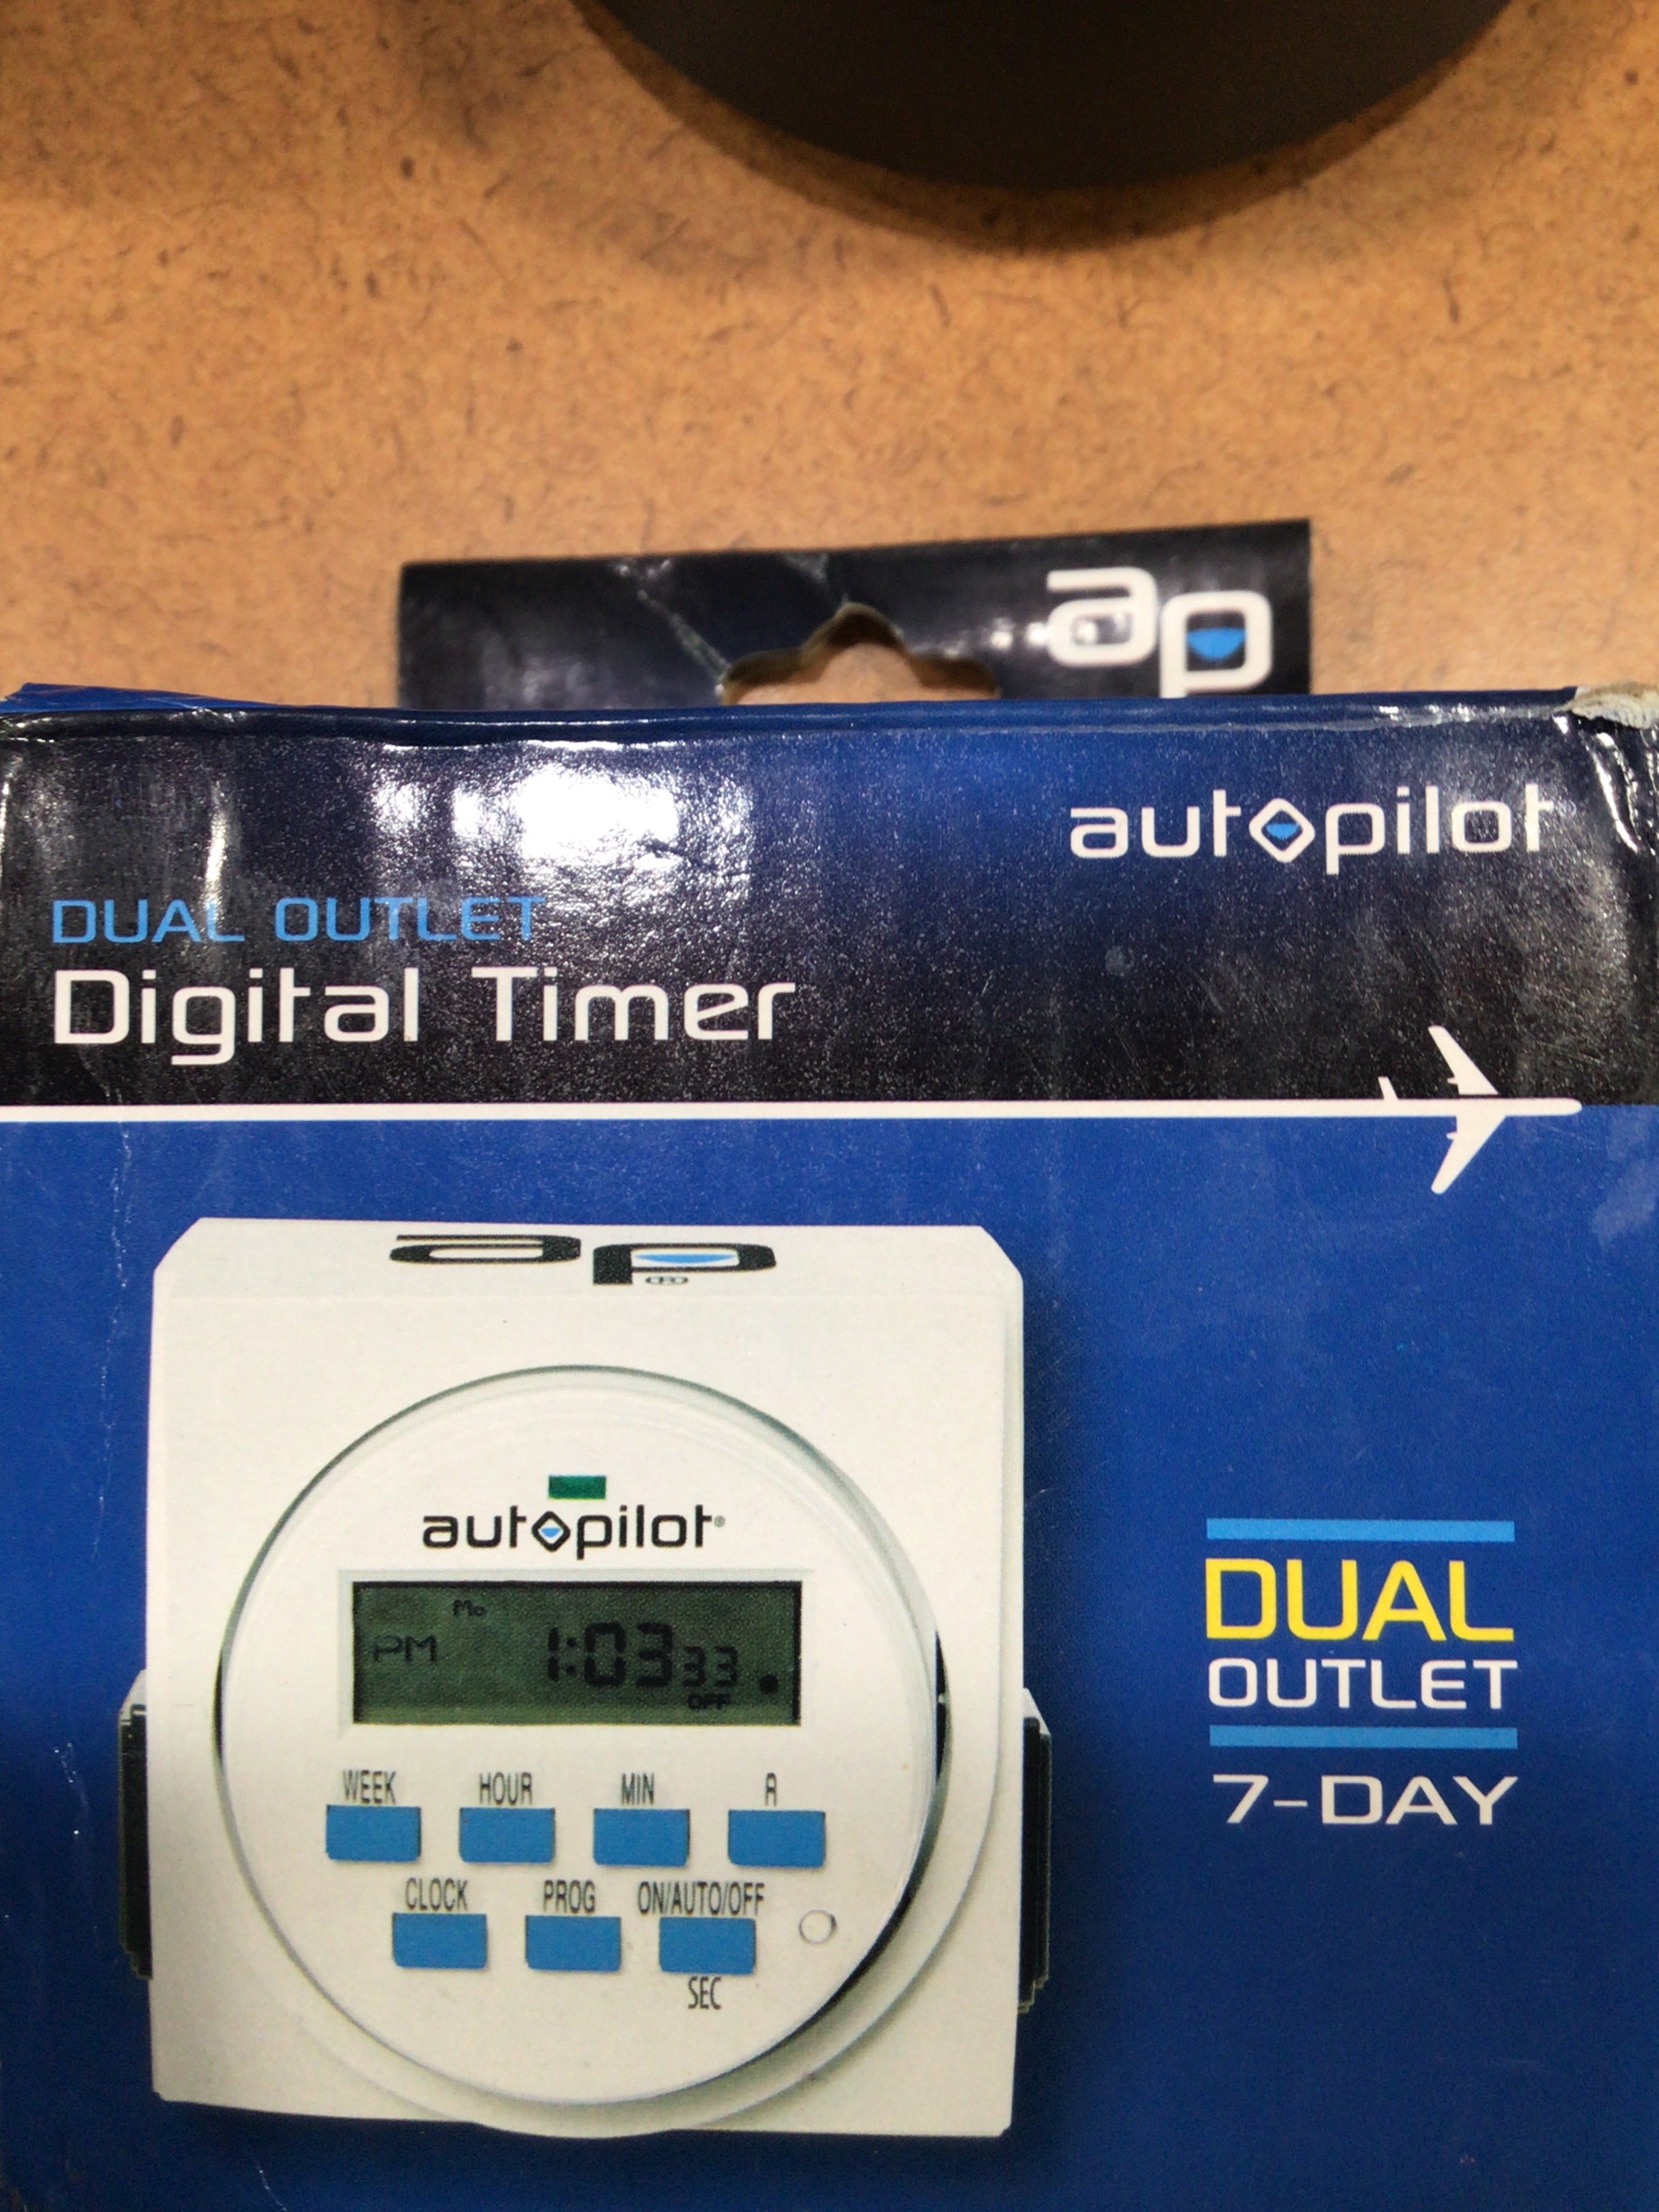 ap
autopilot
DUAL OUTLET
Digital Timer
ap
autopilot®
Mo
PM 1:03 33
OFF
WEEK HOUR MIN R
CLOCK PROG ON/AUTO/OFF
SEC
DUAL
OUTLET
7-DAY